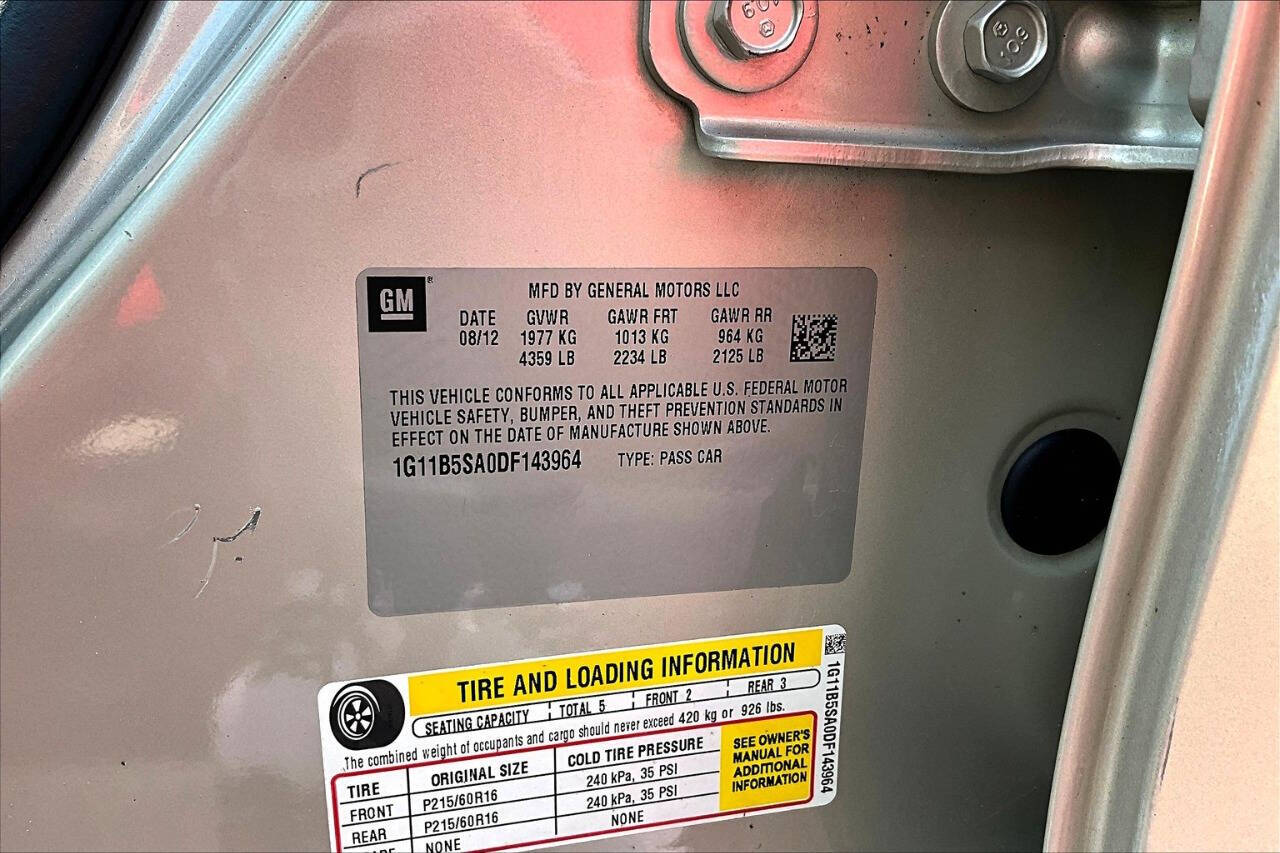 10.9
10.9
GM
MFD BY GENERAL MOTORS LLC
DATE GVWR GAWR FRT GAWR RR
08/12 1977 KG 1013 KG 964 KG
4359 LB 2234 LB 2125 LB
THIS VEHICLE CONFORMS TO ALL APPLICABLE U.S. FEDERAL MOTOR
VEHICLE SAFETY, BUMPER, AND THEFT PREVENTION STANDARDS IN
EFFECT ON THE DATE OF MANUFACTURE SHOWN ABOVE.
1G11B5SA0DF143964 TYPE: PASS CAR
TIRE AND LOADING INFORMATION
SEATING CAPACITY TOTAL 5 FRONT 2 REAR 3
The combined weight of occupants and cargo should never exceed 420 kg or 926 lbs.
TIRE ORIGINAL SIZE COLD TIRE PRESSURE
FRONT P215/60R16 240 kPa, 35 PSI
REAR P215/60R16 240 kPa, 35 PSI
NONE NONE
SEE OWNER'S
MANUAL FOR
ADDITIONAL
INFORMATION
1G11B5SA0DF143964